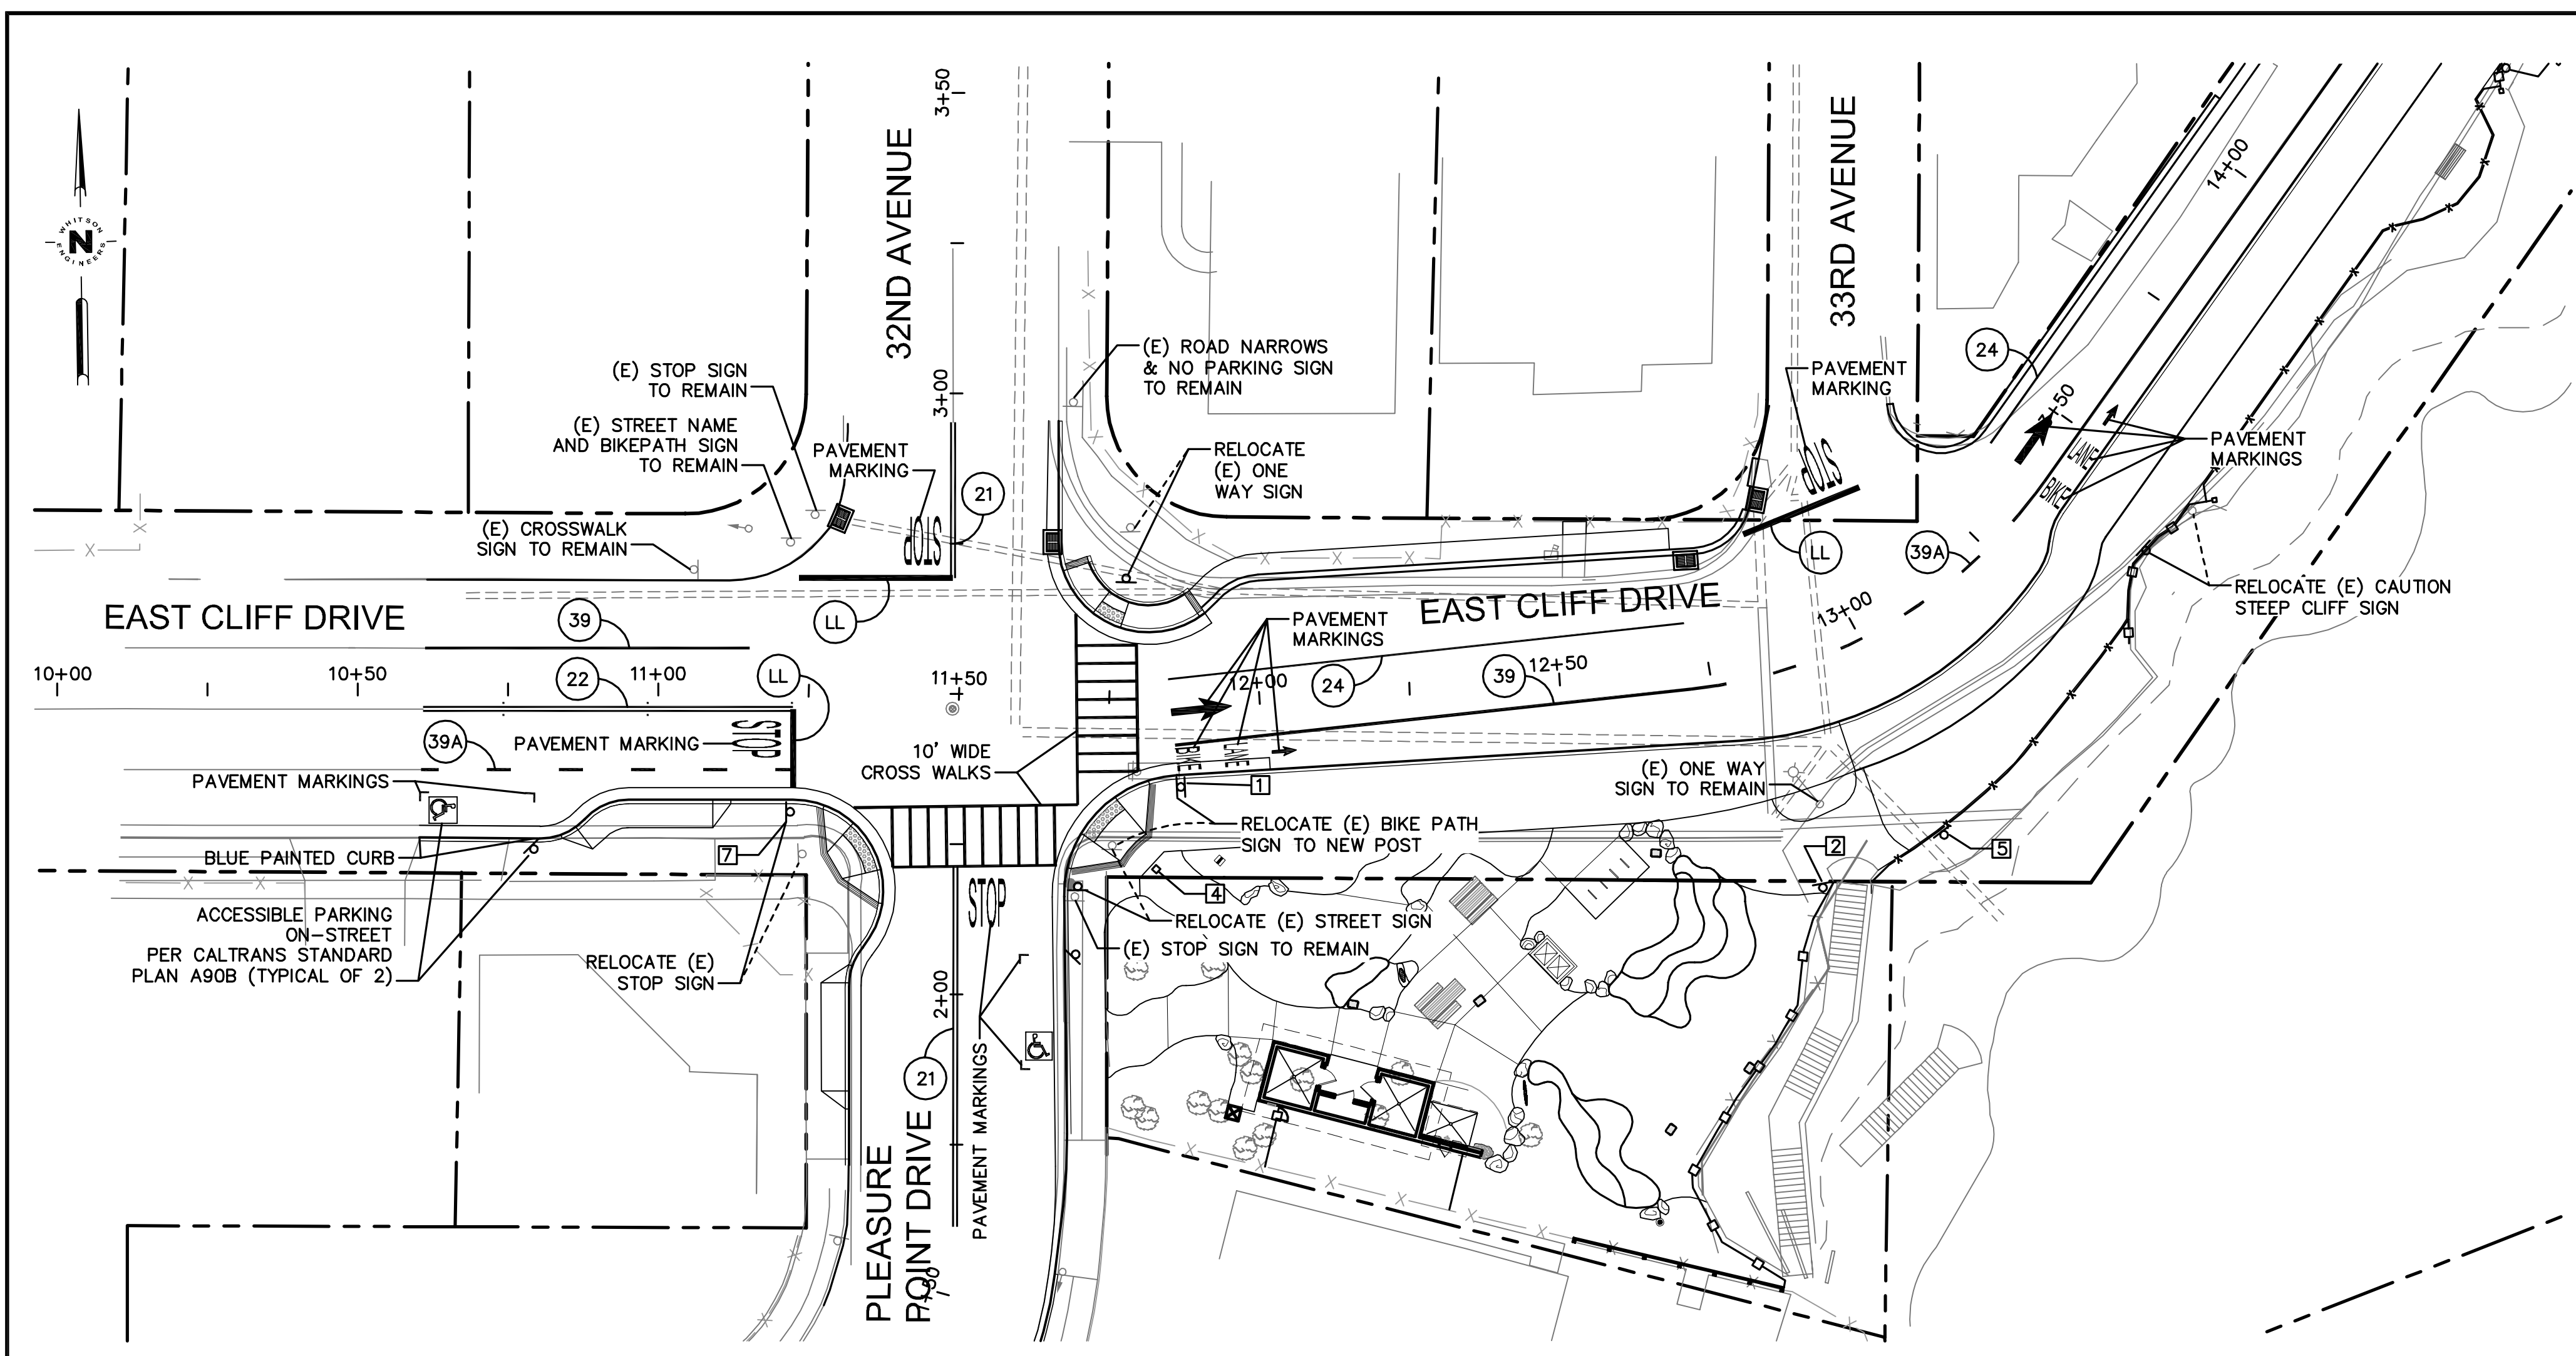 3+50
32ND AVENUE
33RD AVENUE
14+00
WHITSON
N
ENGINEERS
(E) ROAD NARROWS
& NO PARKING SIGN
TO REMAIN
(E) STOP SIGN
TO REMAIN
3+00
PAVEMENT
MARKING
24
(E) STREET NAME
AND BIKEPATH SIGN
TO REMAIN
PAVEMENT
MARKING
RELOCATE
(E) ONE
WAY SIGN
STOP
+50
LANE
BIKE
PAVEMENT
MARKINGS
21
(E) CROSSWALK
SIGN TO REMAIN
STOP
LL
39A
RELOCATE (E) CAUTION
STEEP CLIFF SIGN
EAST CLIFF DRIVE
39
LL
EAST CLIFF DRIVE
13+00
PAVEMENT
MARKINGS
10+00
10+50
22
11+00
LL
11+50
12+00
24
39
12+50
39A
PAVEMENT MARKING
STOP
10' WIDE
CROSS WALKS
BIKE
LANE
PAVEMENT MARKINGS
1
(E) ONE WAY
SIGN TO REMAIN
BLUE PAINTED CURB
7
RELOCATE (E) BIKE PATH
SIGN TO NEW POST
2
5
4
STOP
ACCESSIBLE PARKING
ON-STREET
PER CALTRANS STANDARD
PLAN A90B (TYPICAL OF 2)
RELOCATE (E) STREET SIGN
(E) STOP SIGN TO REMAIN
RELOCATE (E)
STOP SIGN
2+00
21
PAVEMENT MARKINGS
PLEASURE
POINT DRIVE
1+50